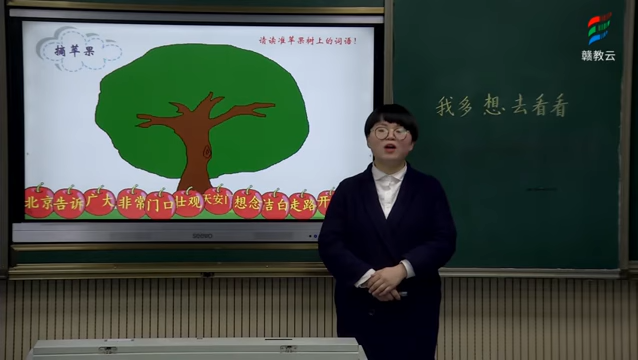 摘苹果
请读准苹果树上的词语!
北京 告诉 广大 非常 门口 壮观 天安门 想念 走路 开
我多想去看看
赣教云